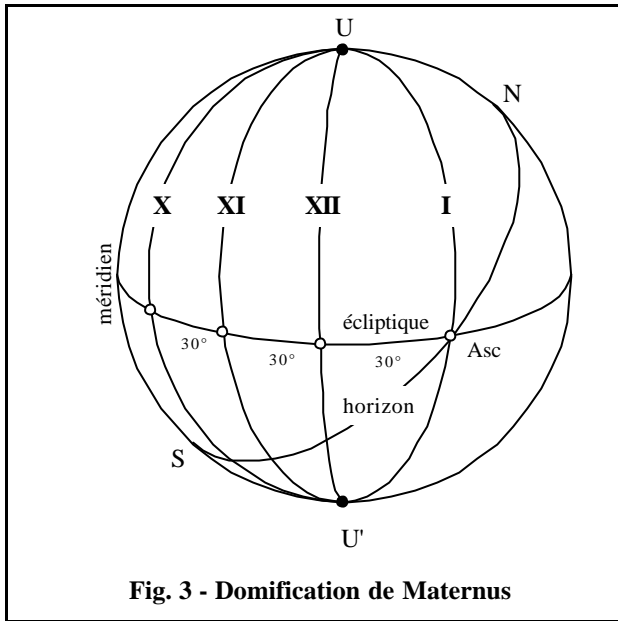 U
N
X XI XII I
méridien
écliptique
30° 30° 30° Asc
horizon
S
U'
Fig. 3 - Domification de Maternus